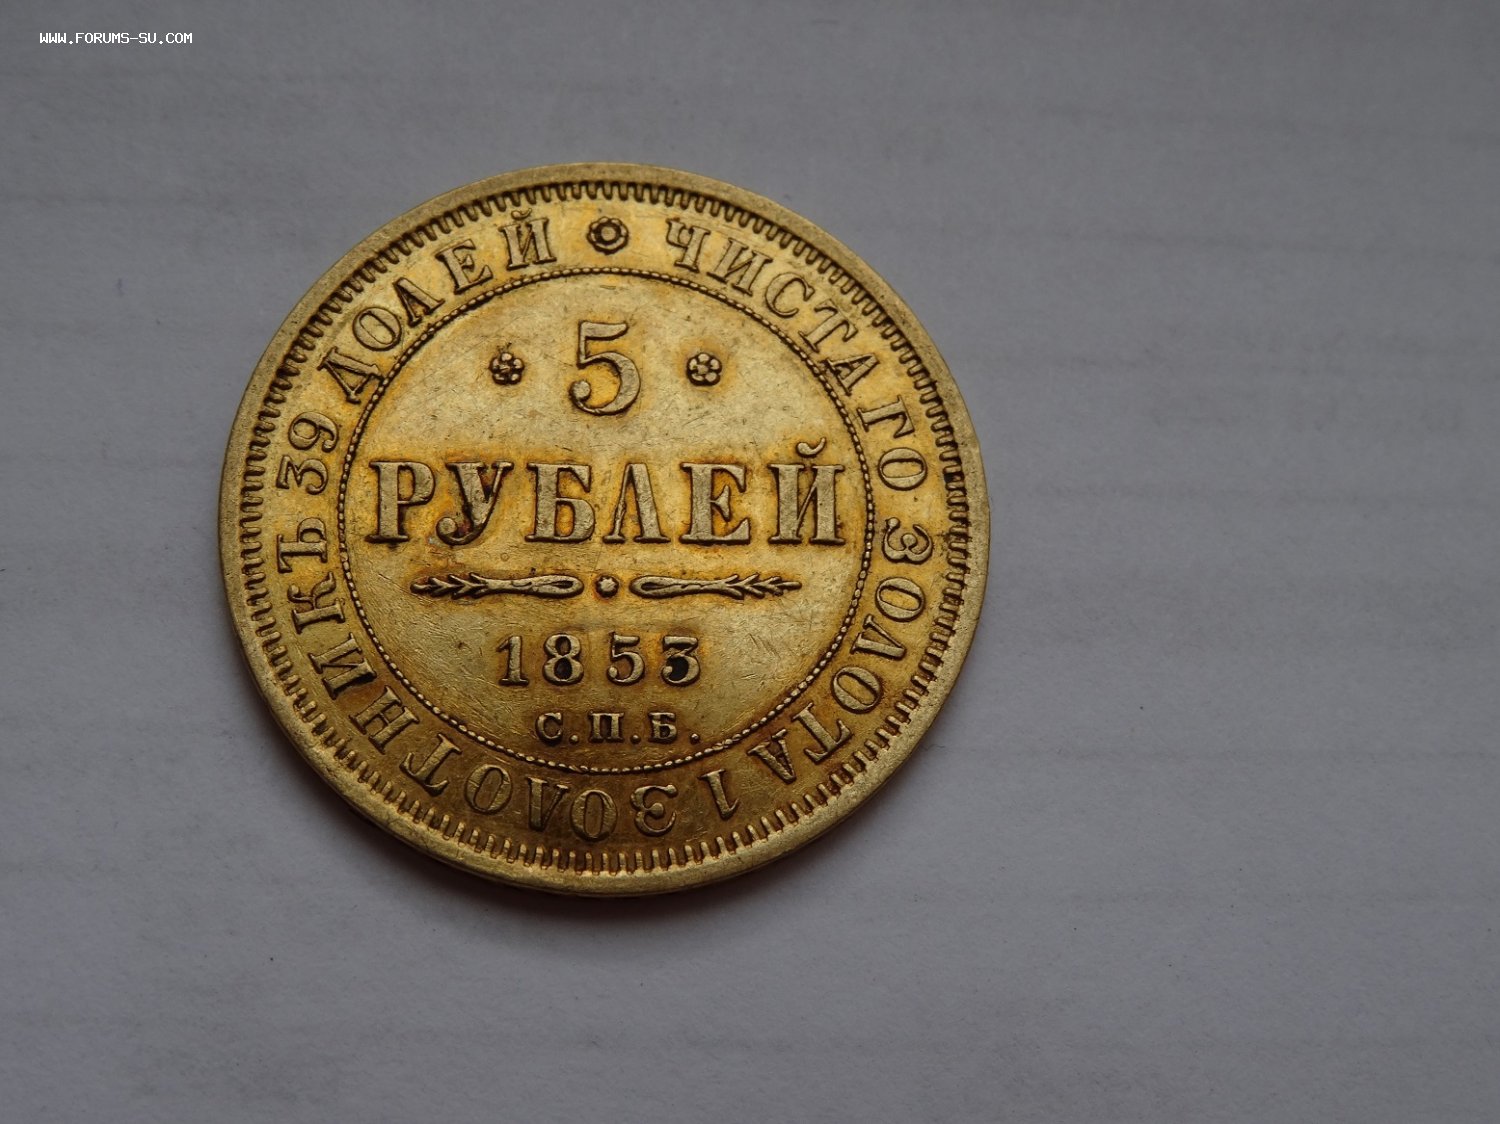 WWW.FORUMS-SU.COM
ЧИСТАГО ЗОЛОТА 1 ЗОЛОТНИКЪ 39 ДОЛЕЙ
5
РУБЛЕЙ
1853
С.П.Б.